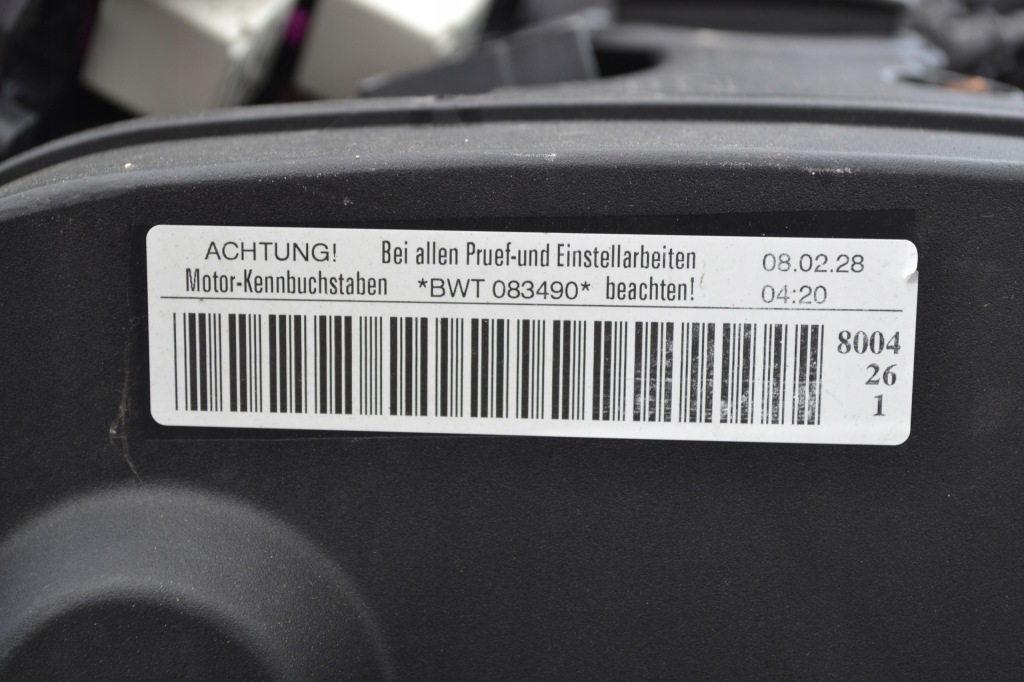 ACHTUNG! Bei allen Pruef-und Einstellarbeiten 08.02.28
Motor-Kennbuchstaben *BWT 083490* beachten! 04:20
8004
26
1